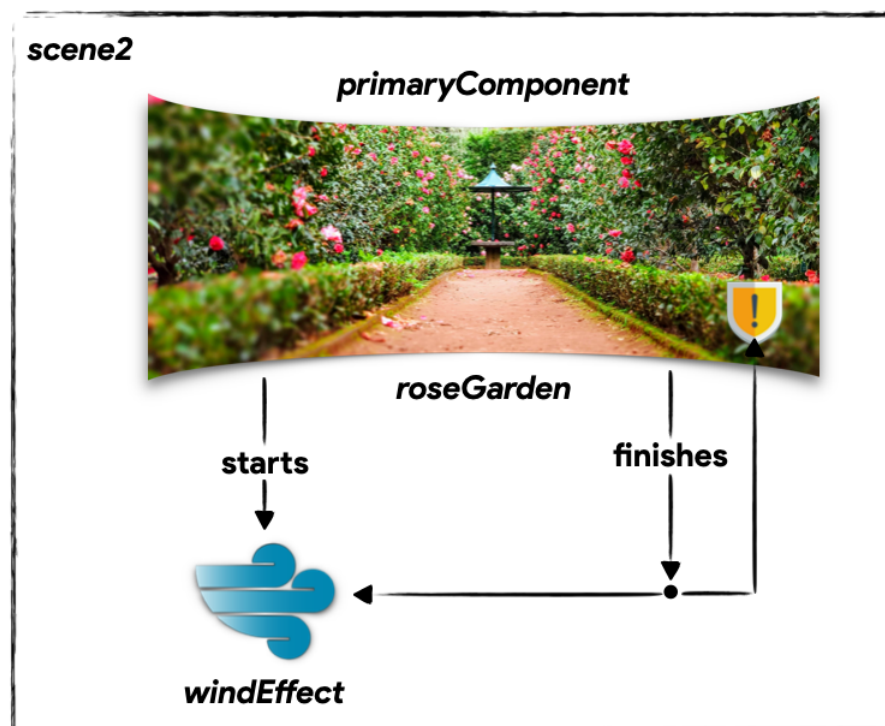 scene2
primaryComponent
!
roseGarden
starts
finishes
windEffect